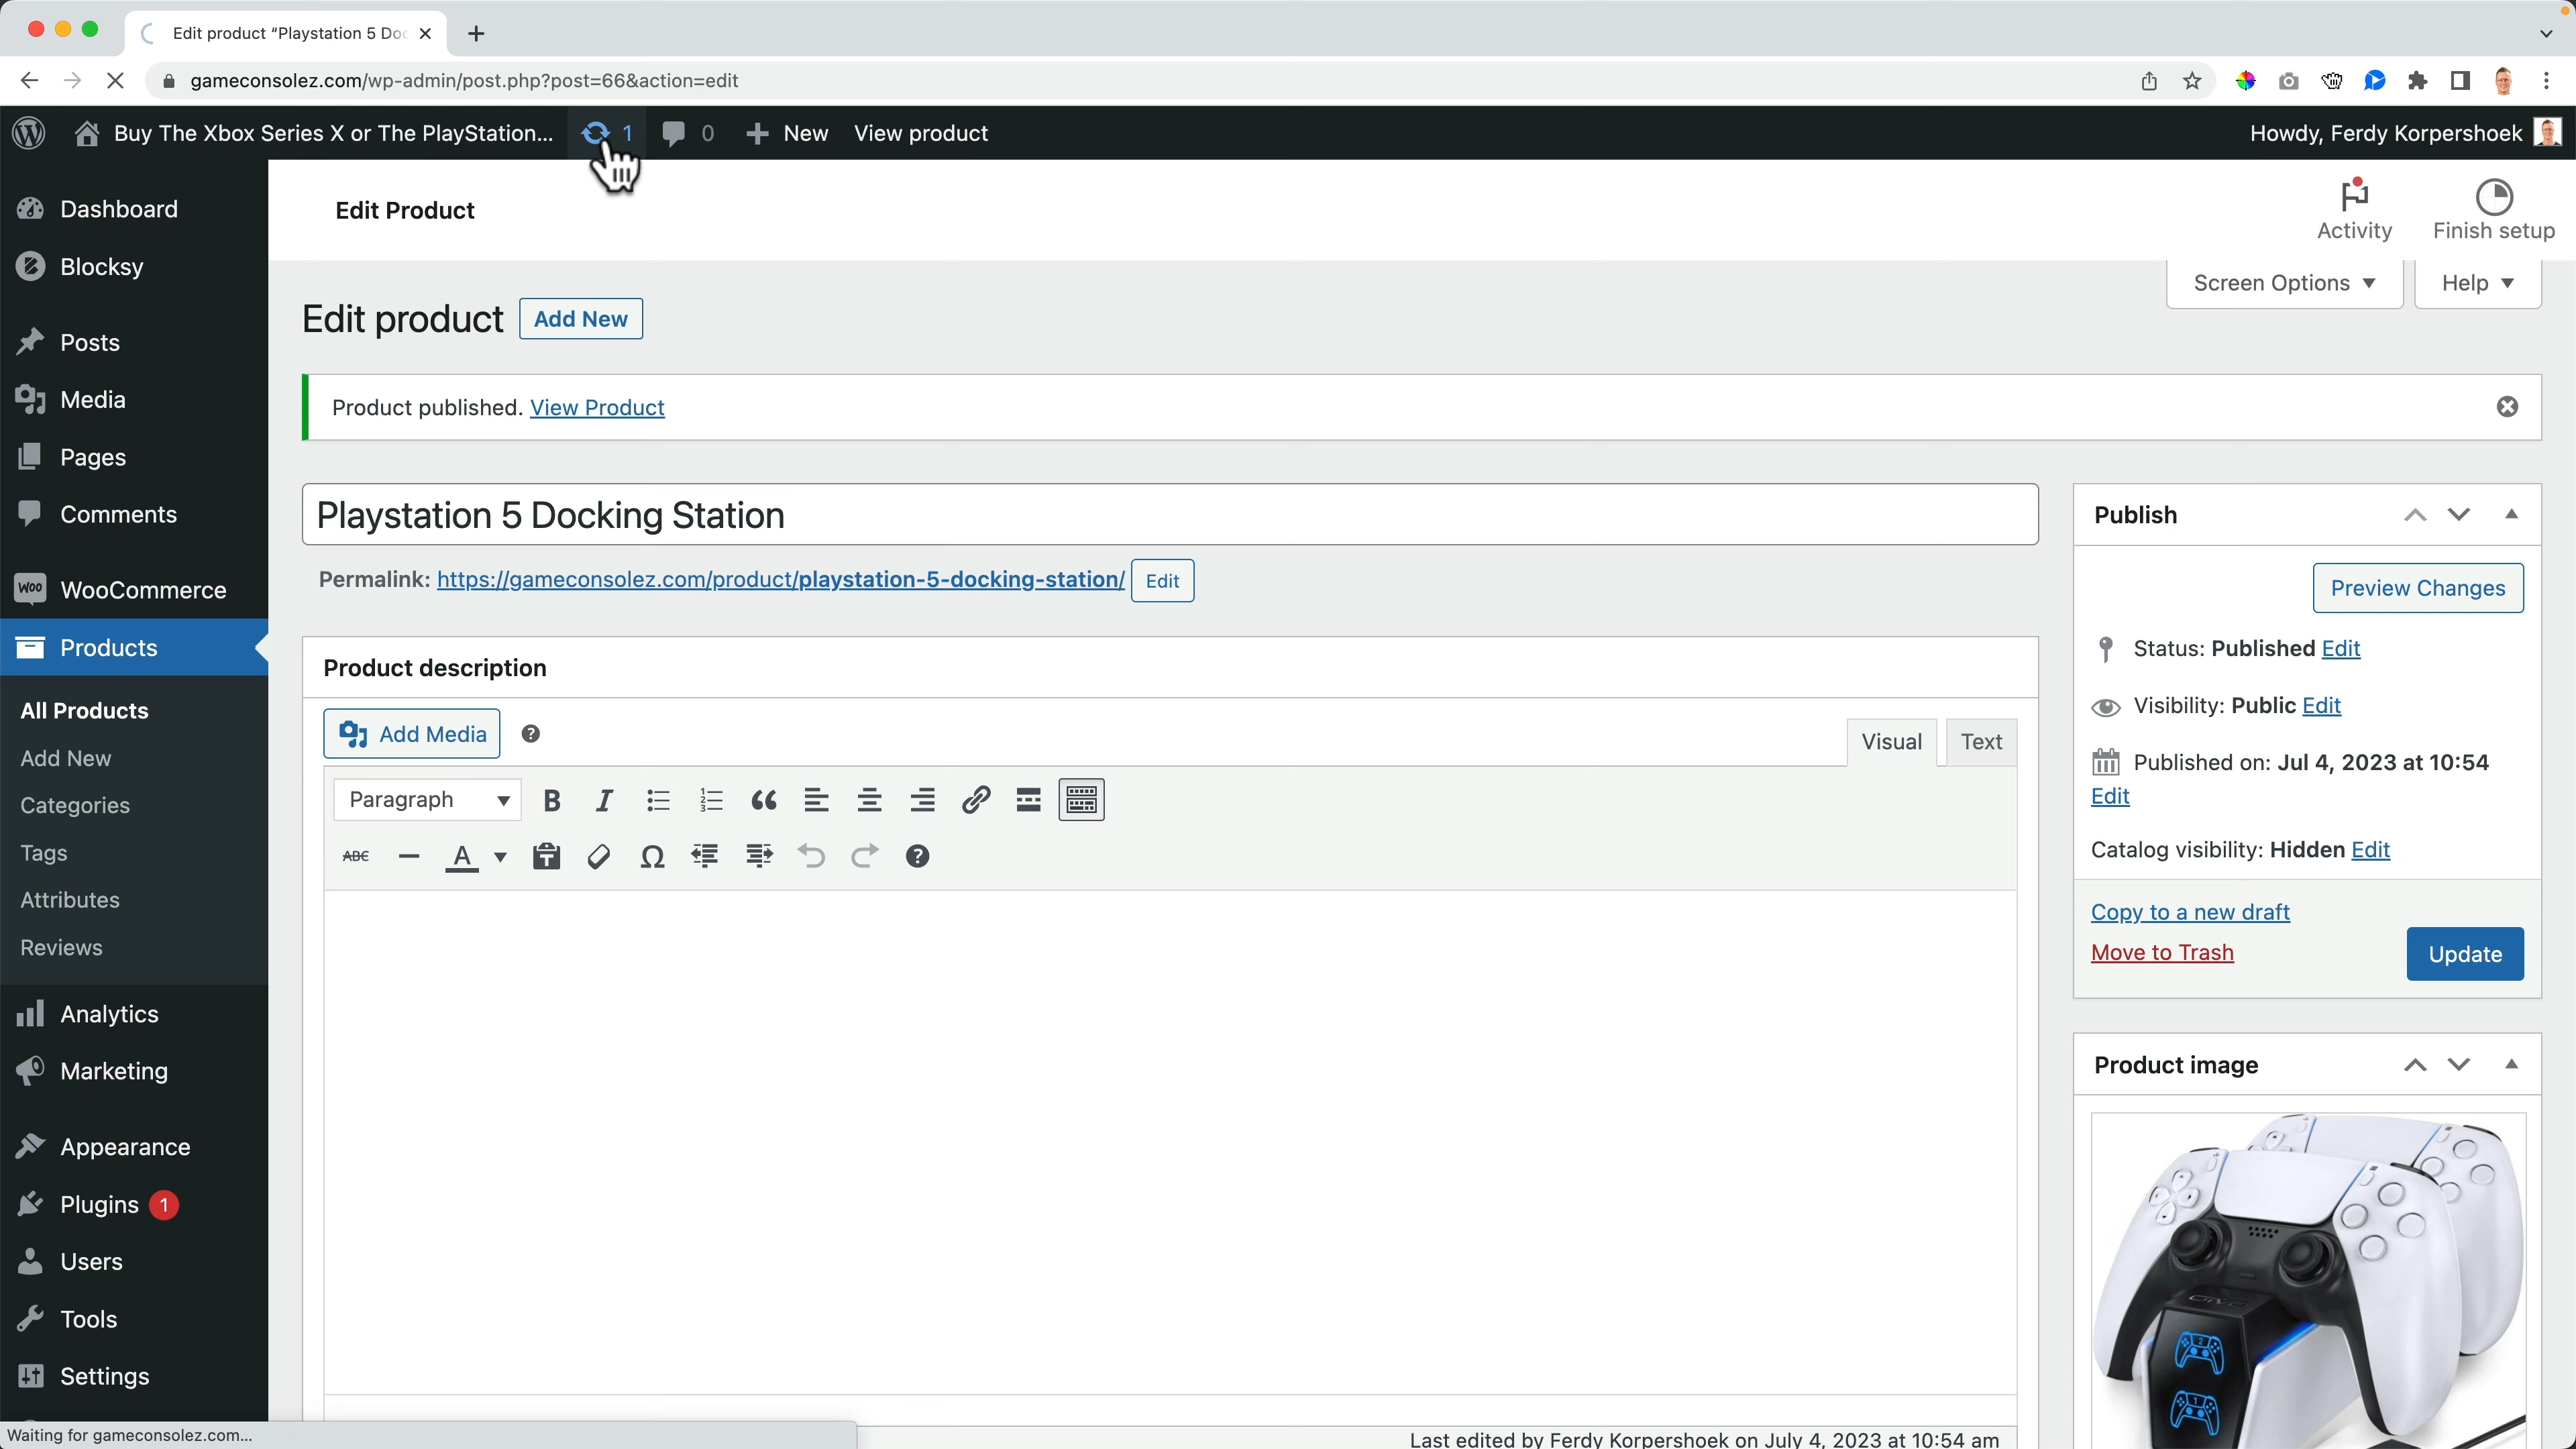 Edit product “Playstation 5 Doc
gameconsolez.com/wp-admin/post.php?post=66&action=edit
Buy The Xbox Series X or The PlayStation...
1
0
New
View product
Howdy, Ferdy Korpershoek
Dashboard
Blocksy
Posts
Media
Pages
Comments
Woo
WooCommerce
Products
All Products
Add New
Categories
Tags
Attributes
Reviews
Analytics
Marketing
Appearance
Plugins 1
Users
Tools
Settings
Waiting for gameconsolez.com...
Edit Product
Activity
Finish setup
Screen Options ▼
Help ▼
Edit product
Add New
Product published. View Product
Playstation 5 Docking Station
Permalink: https://gameconsolez.com/product/playstation-5-docking-station/ Edit
Product description
Add Media
Visual
Text
Paragraph
ABC
Last edited by Ferdy Korpershoek on July 4, 2023 at 10:54 am
Publish
Preview Changes
Status: Published Edit
Visibility: Public Edit
Published on: Jul 4, 2023 at 10:54
Edit
Catalog visibility: Hidden Edit
Copy to a new draft
Move to Trash
Update
Product image